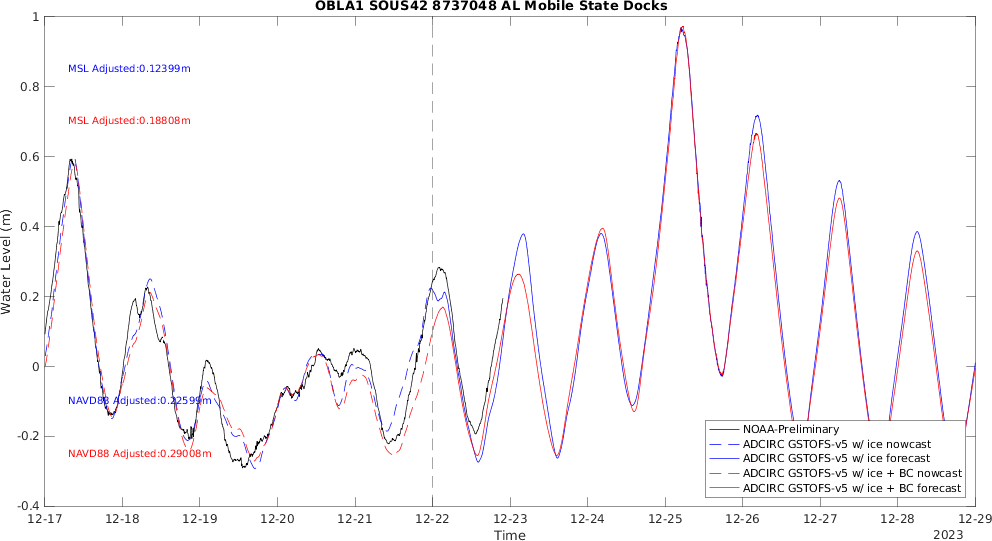 OBLA1 SOUS42 8737048 AL Mobile State Docks
1
0.8
0.6
0.4
0.2
0
-0.2
-0.4
Water Level (m)
MSL Adjusted:0.12399m
MSL Adjusted:0.18808m
NAVD88 Adjusted:0.22599m
NAVD88 Adjusted:0.29008m
NOAA-Preliminary
ADCIRC GSTOFS-v5 w/ ice nowcast
ADCIRC GSTOFS-v5 w/ ice forecast
ADCIRC GSTOFS-v5 w/ ice + BC nowcast
ADCIRC GSTOFS-v5 w/ ice + BC forecast
12-17 12-18 12-19 12-20 12-21 12-22 12-23 12-24 12-25 12-26 12-27 12-28 12-29
Time
2023